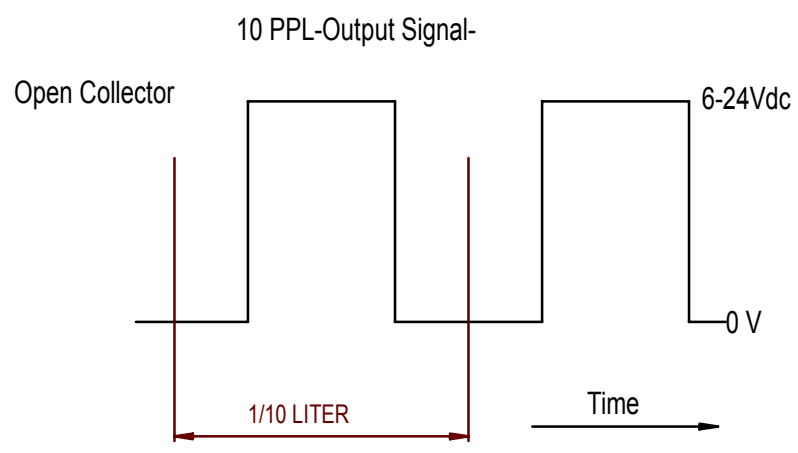 10 PPL-Output Signal-
Open Collector
6-24Vdc
0 V
1/10 LITER
Time